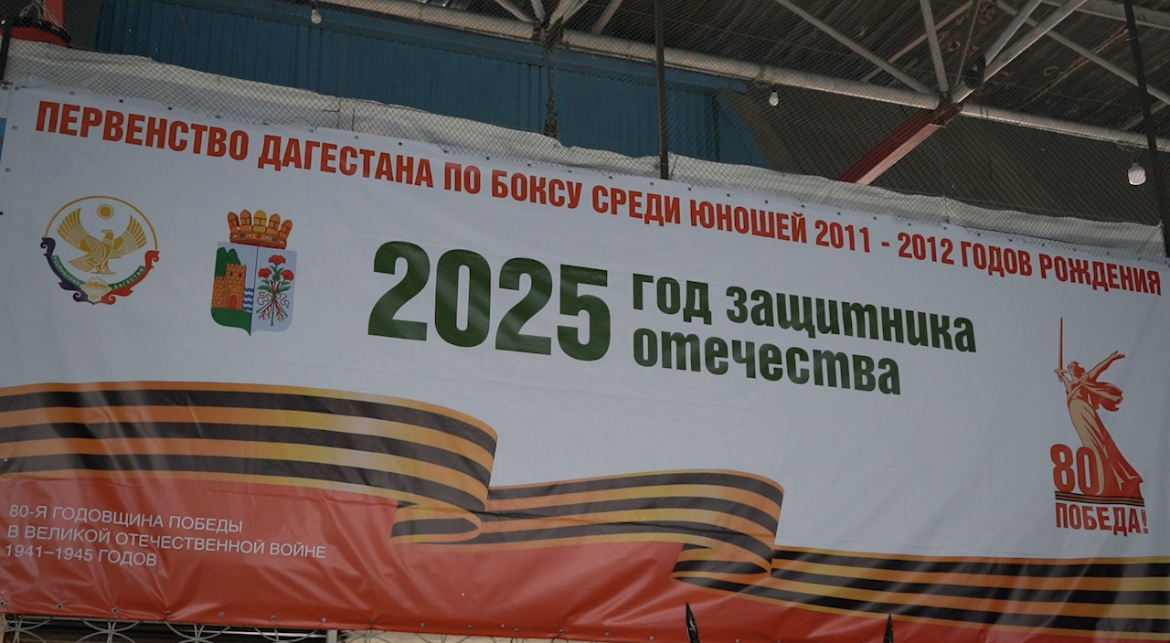 ПЕРВЕНСТВО ДАГЕСТАНА ПО БОКСУ СРЕДИ ЮНОШЕЙ 2011 - 2012 ГОДОВ РОЖДЕНИЯ
2025 год защитника
отечества
80
ПОБЕДА!
80-Я ГОДОВЩИНА ПОБЕДЫ
В ВЕЛИКОЙ ОТЕЧЕСТВЕННОЙ ВОЙНЕ
1941–1945 ГОДОВ